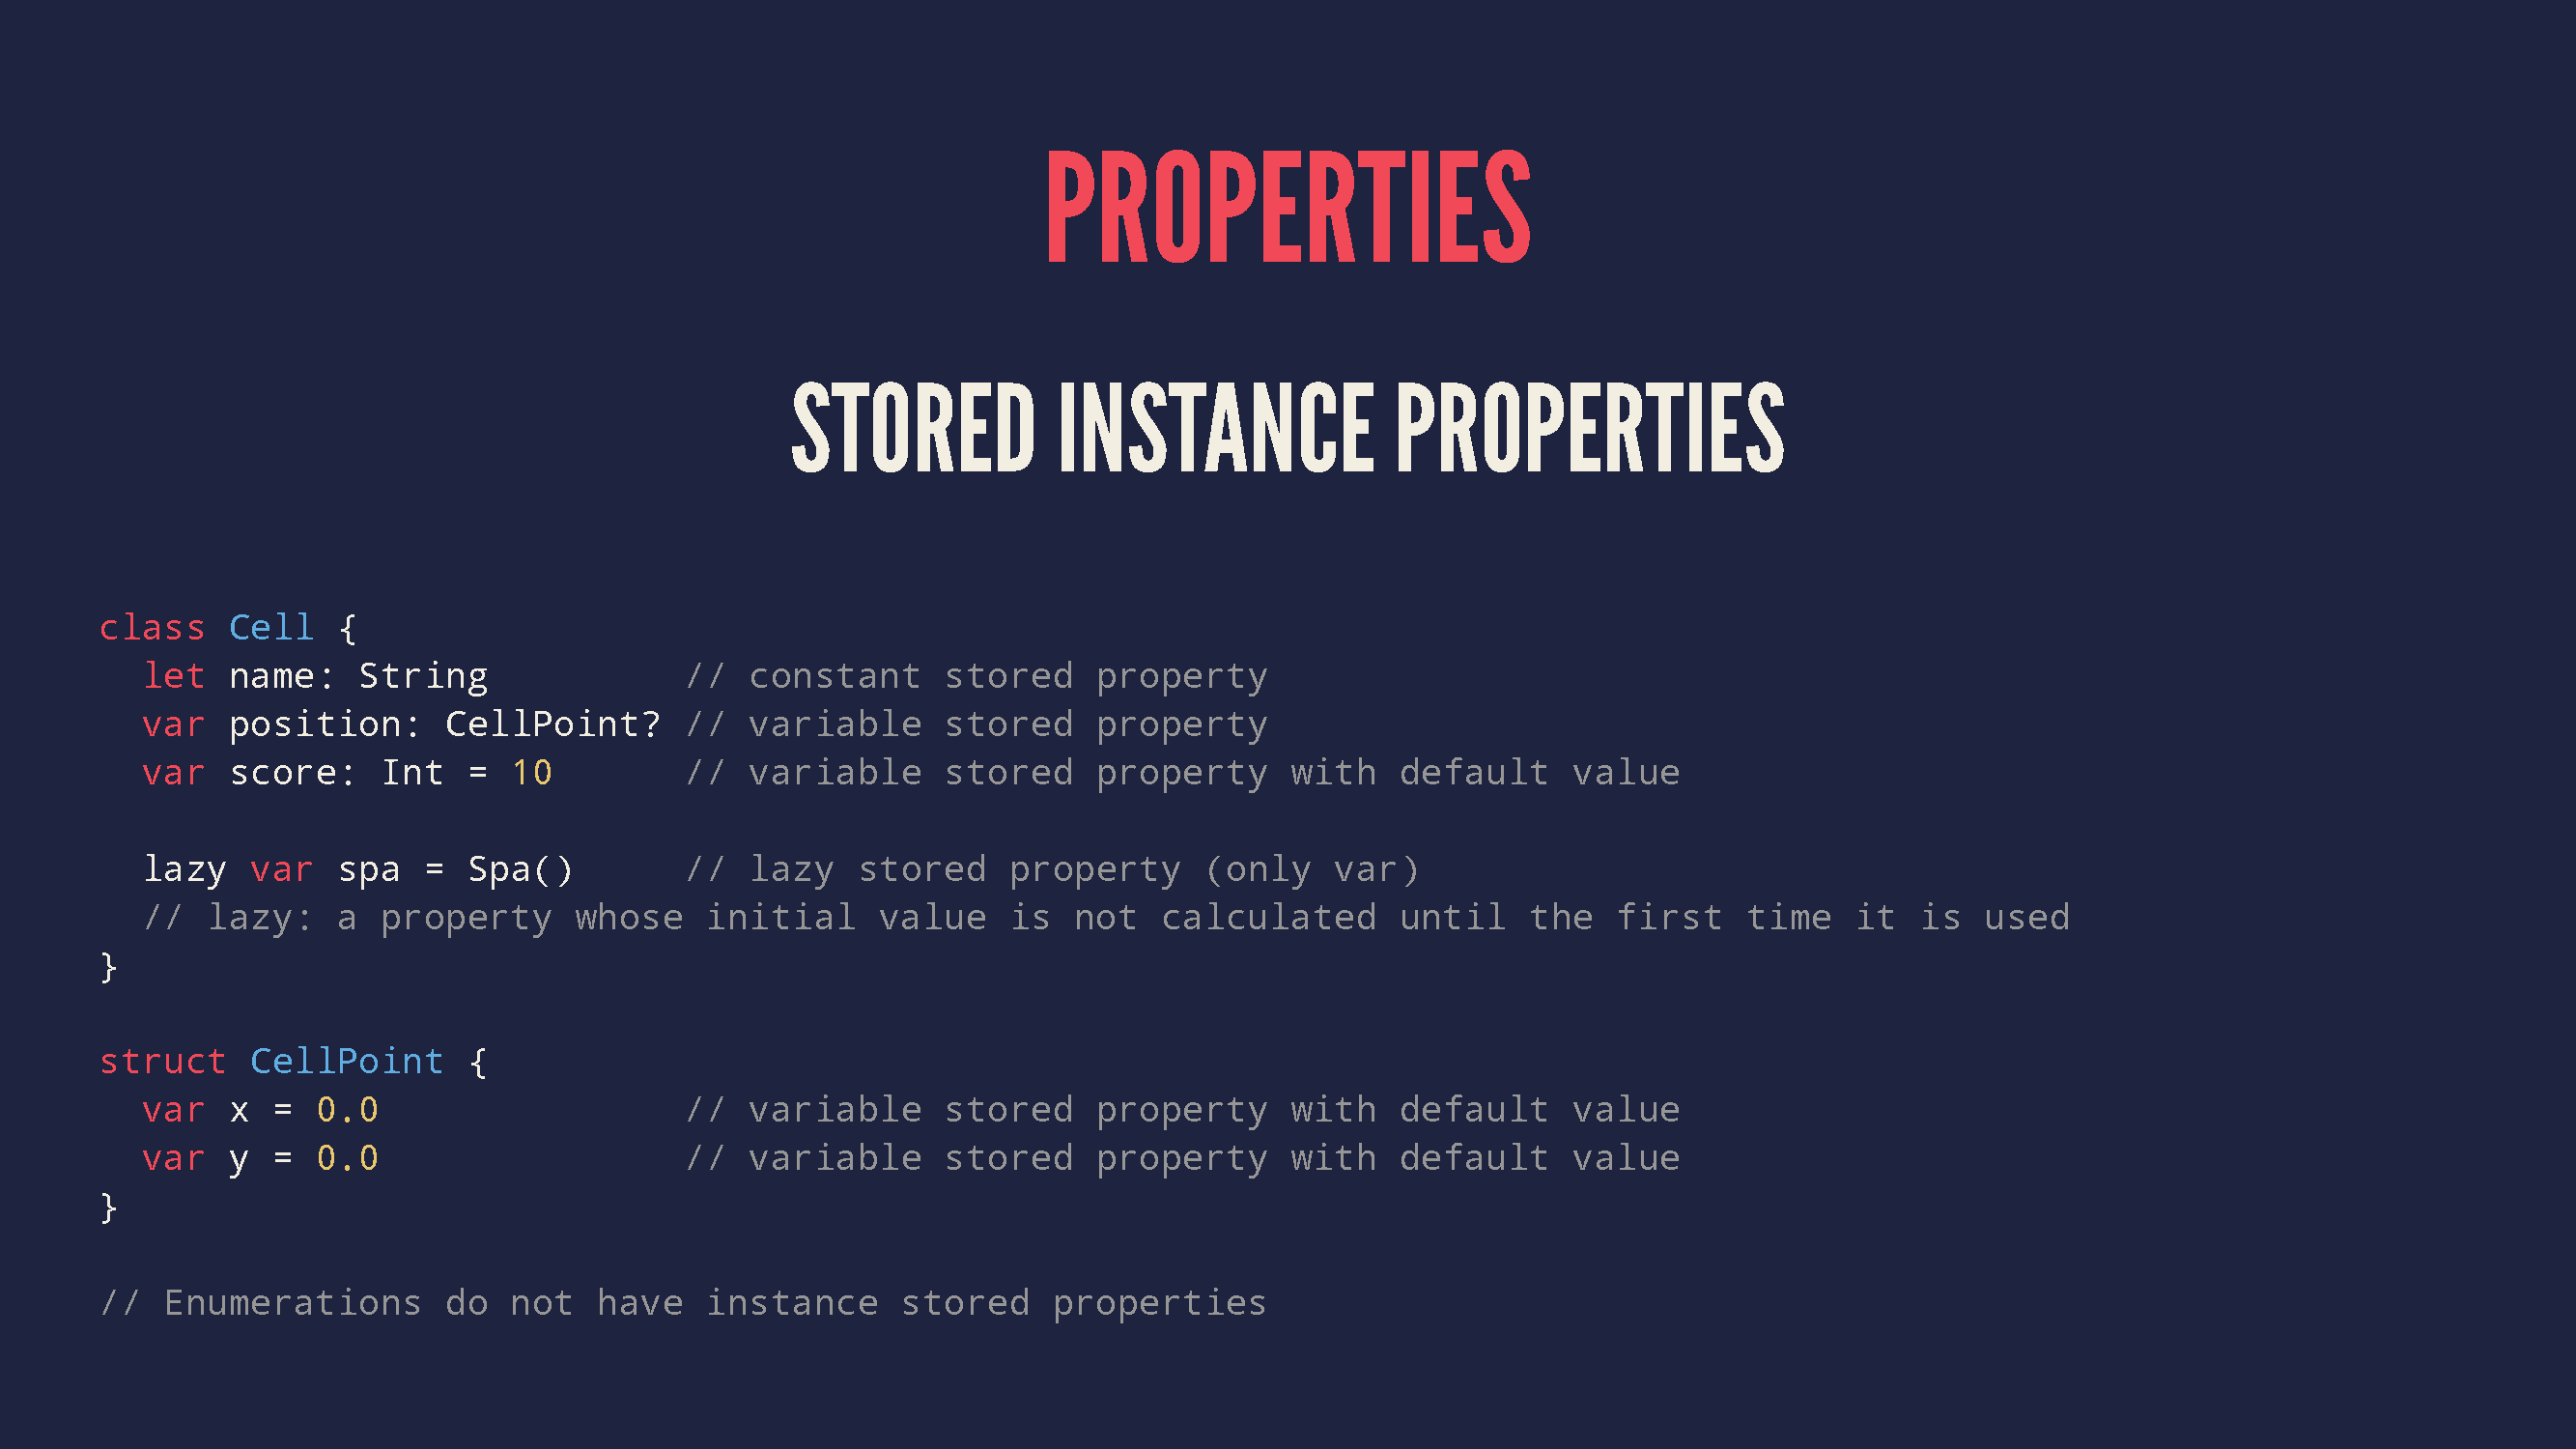 PROPERTIES
STORED INSTANCE PROPERTIES
class Cell {
  let name: String         // constant stored property
  var position: CellPoint? // variable stored property
  var score: Int = 10      // variable stored property with default value
  lazy var spa = Spa()     // lazy stored property (only var)
  // lazy: a property whose initial value is not calculated until the first time it is used
}
struct CellPoint {
  var x = 0.0              // variable stored property with default value
  var y = 0.0              // variable stored property with default value
}
// Enumerations do not have instance stored properties